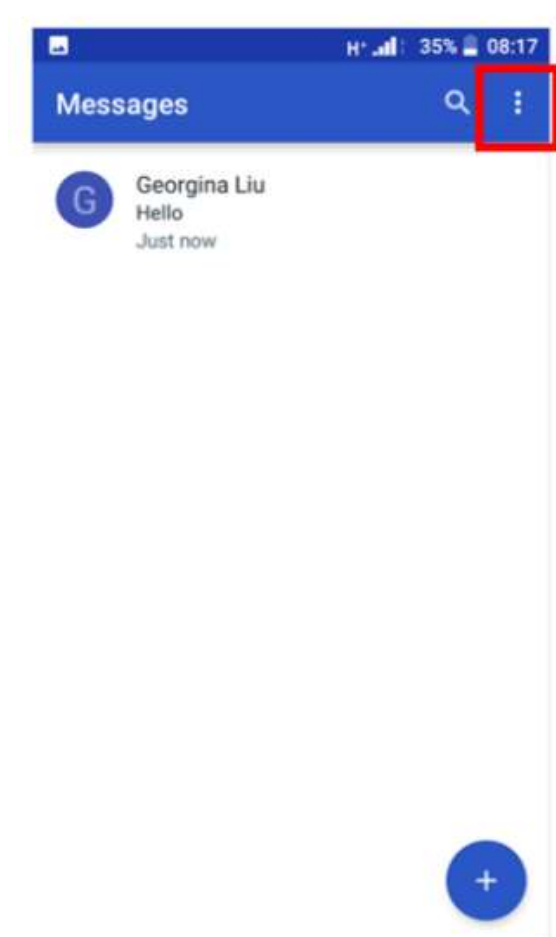 H+ 35% 08:17
Messages
G
Georgina Liu
Hello
Just now